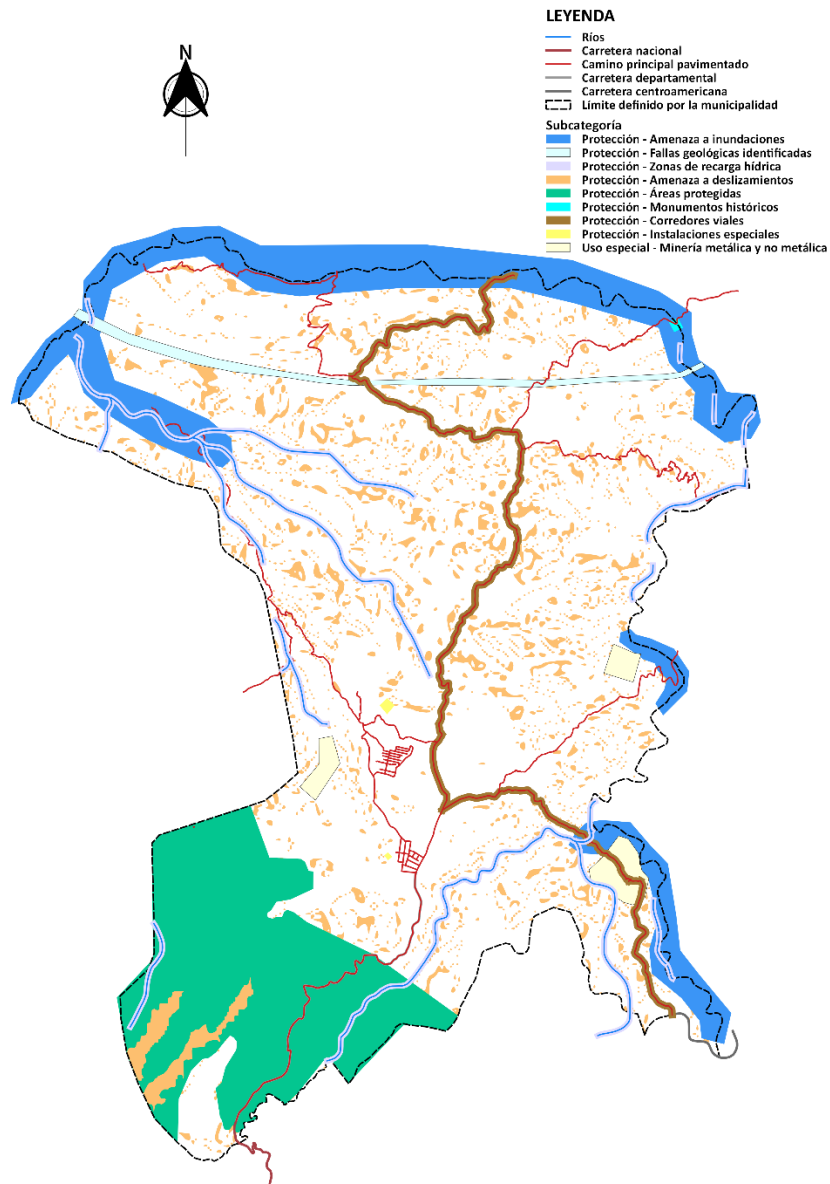 LEYENDA
Ríos
Carretera nacional
Camino principal pavimentado
Carretera departamental
Carretera centroamericana
Límite definido por la municipalidad
Subcategoría
Protección - Amenaza a inundaciones
Protección - Fallas geológicas identificadas
Protección - Zonas de recarga hídrica
Protección - Amenaza a deslizamientos
Protección - Áreas protegidas
Protección - Monumentos históricos
Protección - Corredores viales
Protección - Instalaciones especiales
Uso especial - Minería metálica y no metálica
N